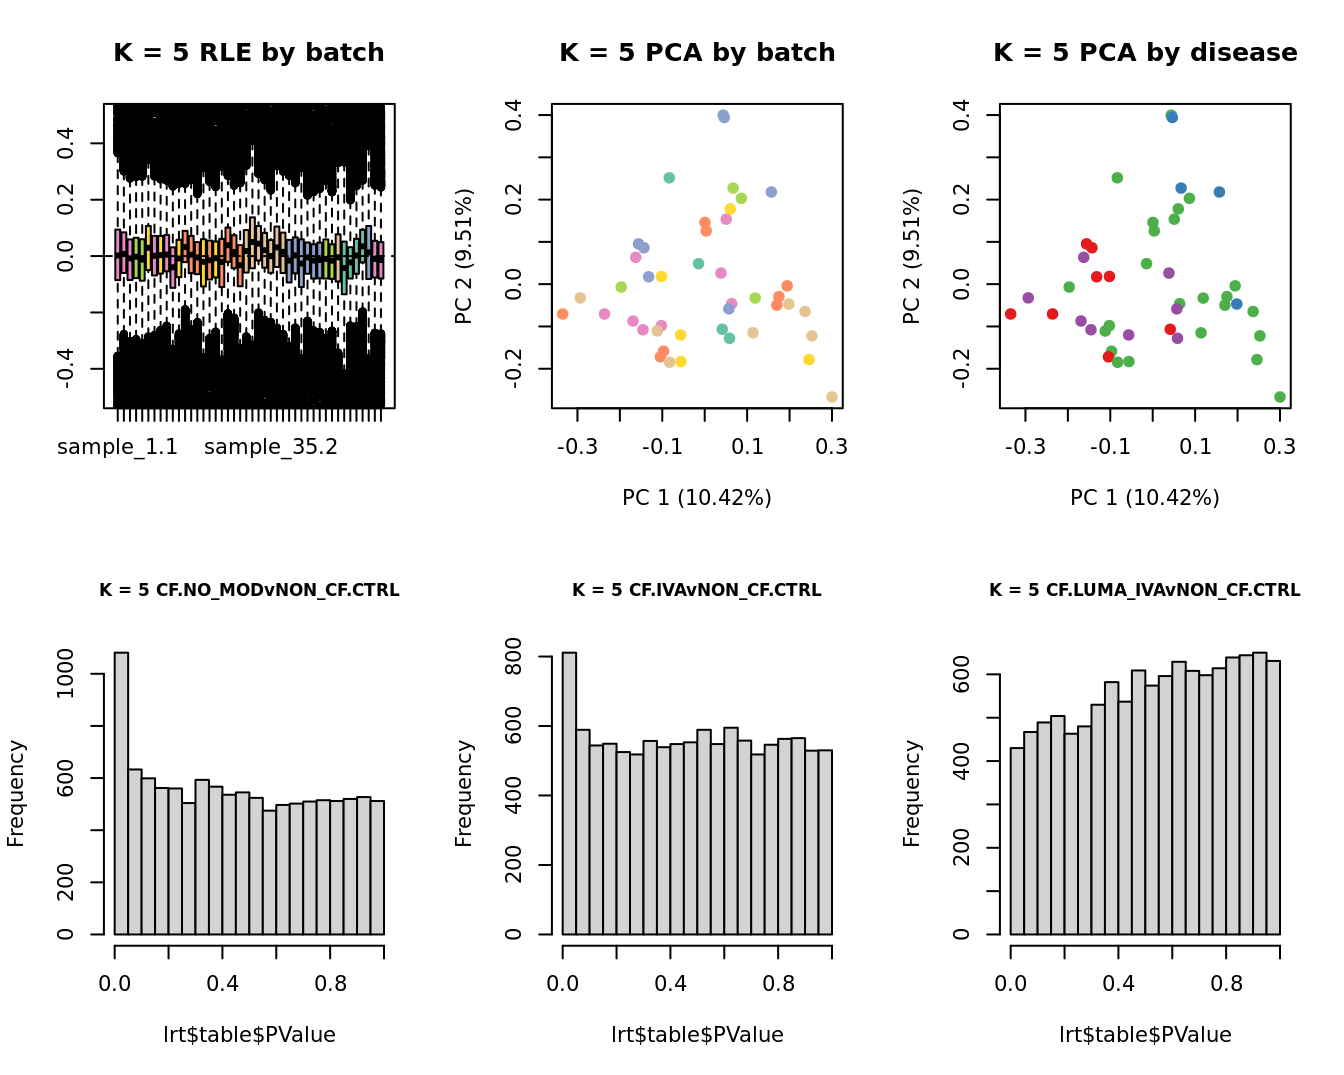 K = 5 RLE by batch
0.4
0.2
0.0
-0.4
sample_1.1 sample_35.2
K = 5 PCA by batch
PC 2 (9.51%)
0.4
0.2
0.0
-0.2
-0.3 -0.1 0.1 0.3
PC 1 (10.42%)
K = 5 PCA by disease
PC 2 (9.51%)
0.4
0.2
0.0
-0.2
-0.3 -0.1 0.1 0.3
PC 1 (10.42%)
K = 5 CF.NO_MODvNON_CF.CTRL
Frequency
1000
600
200
0
0.0 0.4 0.8
lrt$table$PValue
K = 5 CF.IVAvNON_CF.CTRL
Frequency
800
600
400
200
0
0.0 0.4 0.8
lrt$table$PValue
K = 5 CF.LUMA_IVAvNON_CF.CTRL
Frequency
600
400
200
0
0.0 0.4 0.8
lrt$table$PValue